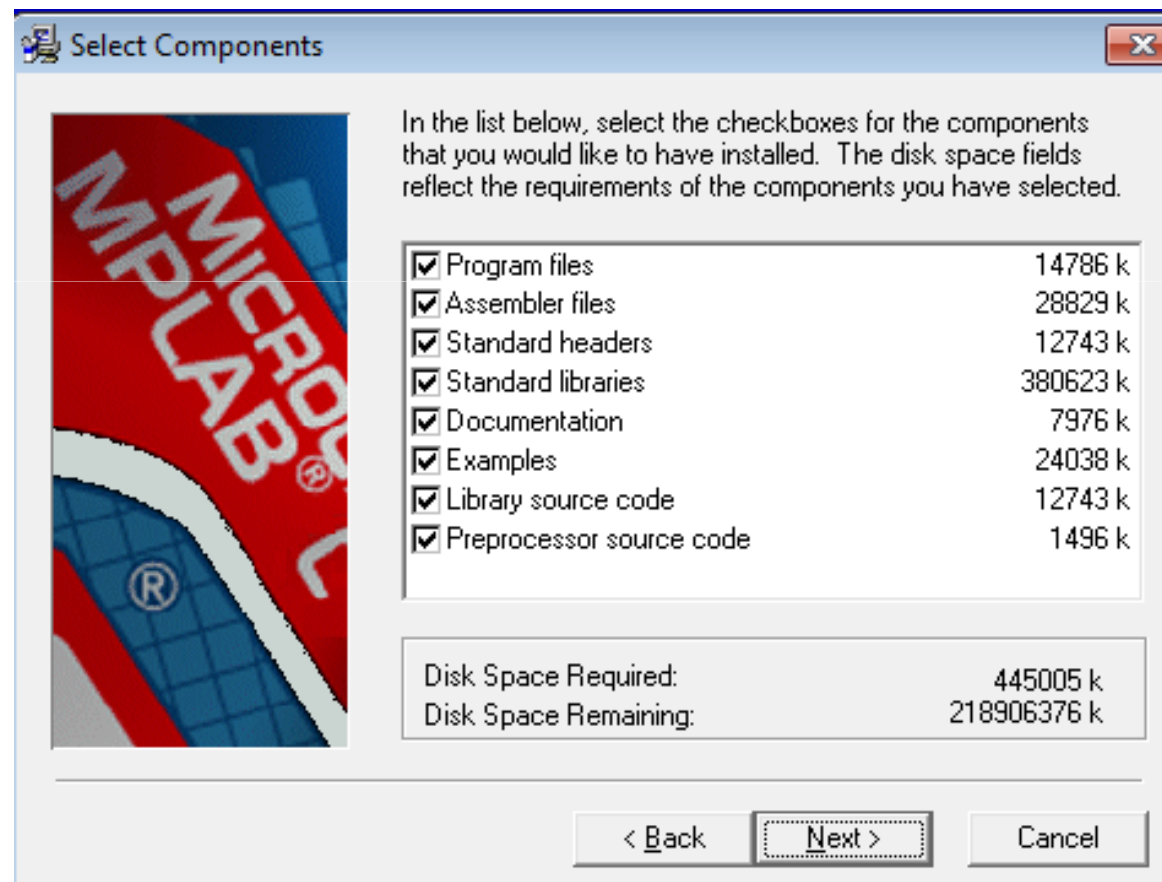 Select Components
In the list below, select the checkboxes for the components
that you would like to have installed. The disk space fields
reflect the requirements of the components you have selected.
MPLAB®
Program files 14786 k
Assembler files 28829 k
Standard headers 12743 k
Standard libraries 380623 k
Documentation 7976 k
Examples 24038 k
Library source code 12743 k
Preprocessor source code 1496 k
®
Disk Space Required: 445005 k
Disk Space Remaining: 218906376 k
< Back
Next >
Cancel